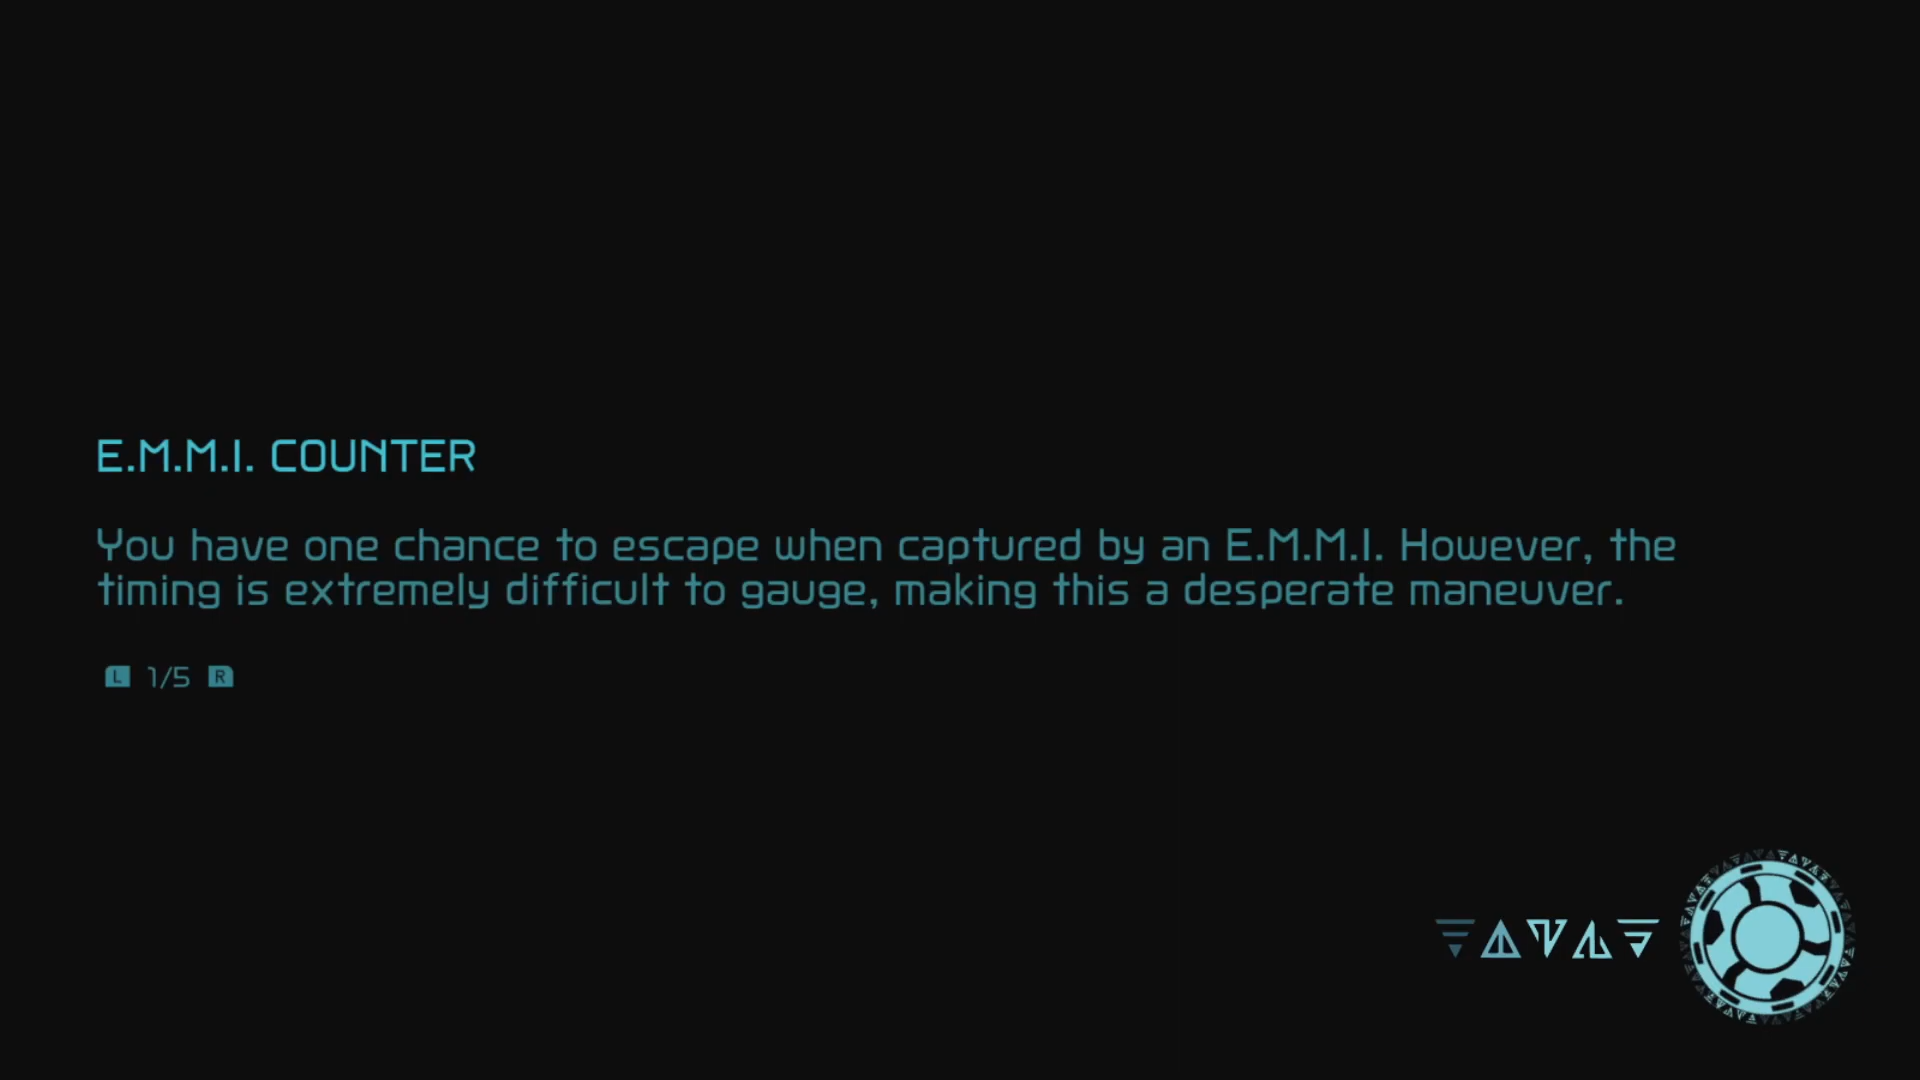 E.M.M.I. COUNTER
You have one chance to escape when captured by an E.M.M.I. However, the
timing is extremely difficult to gauge, making this a desperate maneuver.
L 1/5 R